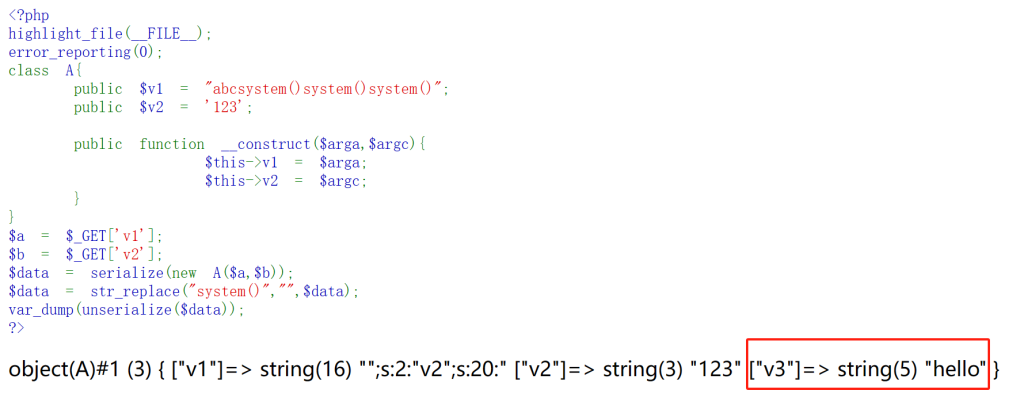 <?php
highlight_file(__FILE__);
error_reporting(0);
class A{
public $v1 = "abcsystem()system()system()";
public $v2 = '123';
public function __construct($arga,$argc){
$this->v1 = $arga;
$this->v2 = $argc;
}
}
$a = $_GET['v1'];
$b = $_GET['v2'];
$data = serialize(new A($a,$b));
$data = str_replace("system()","",$data);
var_dump(unserialize($data));
?>
object(A)#1 (3) { ["v1"]=> string(16) "";s:2:"v2";s:20:" ["v2"]=> string(3) "123" ["v3"]=> string(5) "hello" }